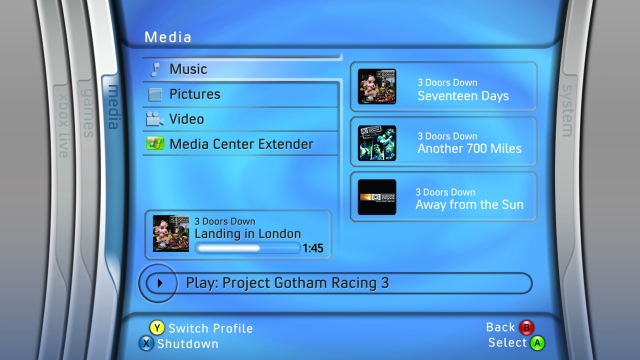 Media
Music
Pictures
Video
Media Center Extender
3 Doors Down
Seventeen Days
3 Doors Down
Another 700 Miles
3 Doors Down
Away from the Sun
3 Doors Down
Landing in London
1:45
Play: Project Gotham Racing 3
Y Switch Profile
X Shutdown
Back B
Select A
xbox live
games
media
system